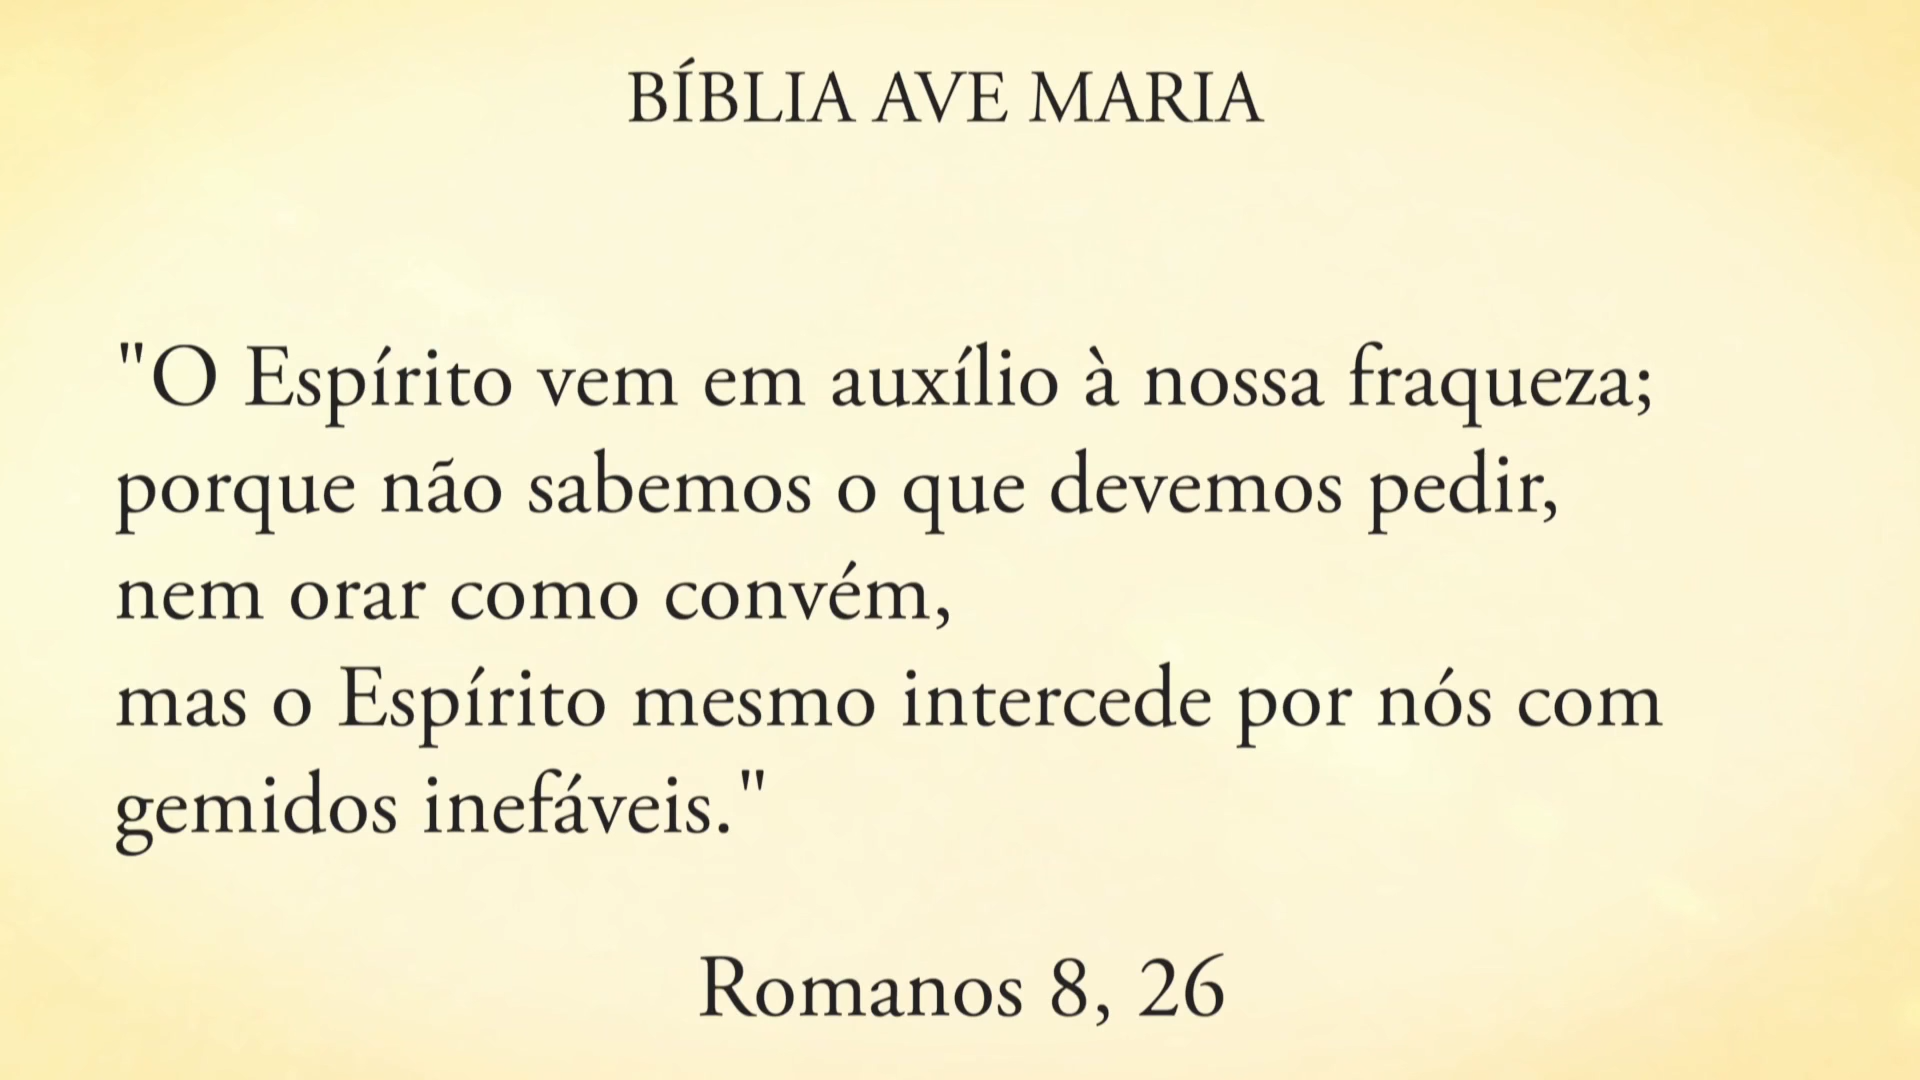 BÍBLIA AVE MARIA
"O Espírito vem em auxílio à nossa fraqueza;
porque não sabemos o que devemos pedir,
nem orar como convém,
mas o Espírito mesmo intercede por nós com
gemidos inefáveis."
Romanos 8, 26